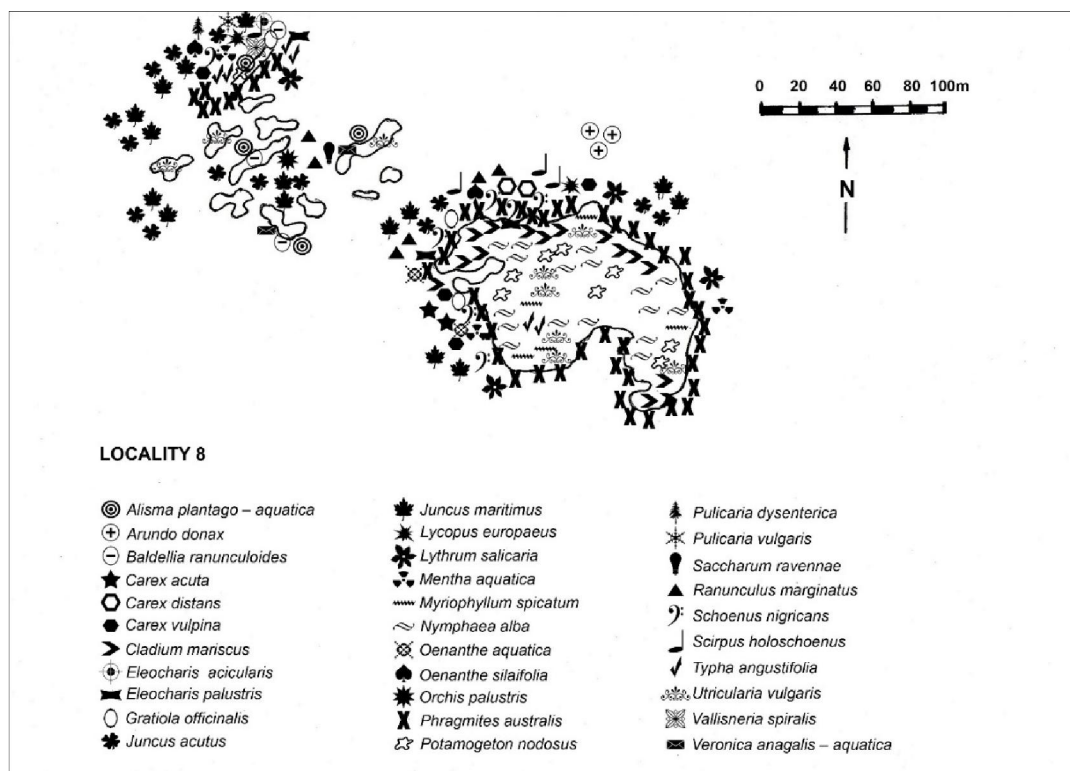 0 20 40 60 80 100m
N
LOCALITY 8
Alisma plantago – aquatica
Arundo donax
Baldellia ranunculoides
Carex acuta
Carex distans
Carex vulpina
Cladium mariscus
Eleocharis acicularis
Eleocharis palustris
Gratiola officinalis
Juncus acutus
Juncus maritimus
Lycopus europaeus
Lythrum salicaria
Mentha aquatica
Myriophyllum spicatum
Nymphaea alba
Oenanthe aquatica
Oenanthe silaifolia
Orchis palustris
Phragmites australis
Potamogeton nodosus
Pulicaria dysenterica
Pulicaria vulgaris
Saccharum ravennae
Ranunculus marginatus
Schoenus nigricans
Scirpus holoschoenus
Typha angustifolia
Utricularia vulgaris
Vallisneria spiralis
Veronica anagalis – aquatica